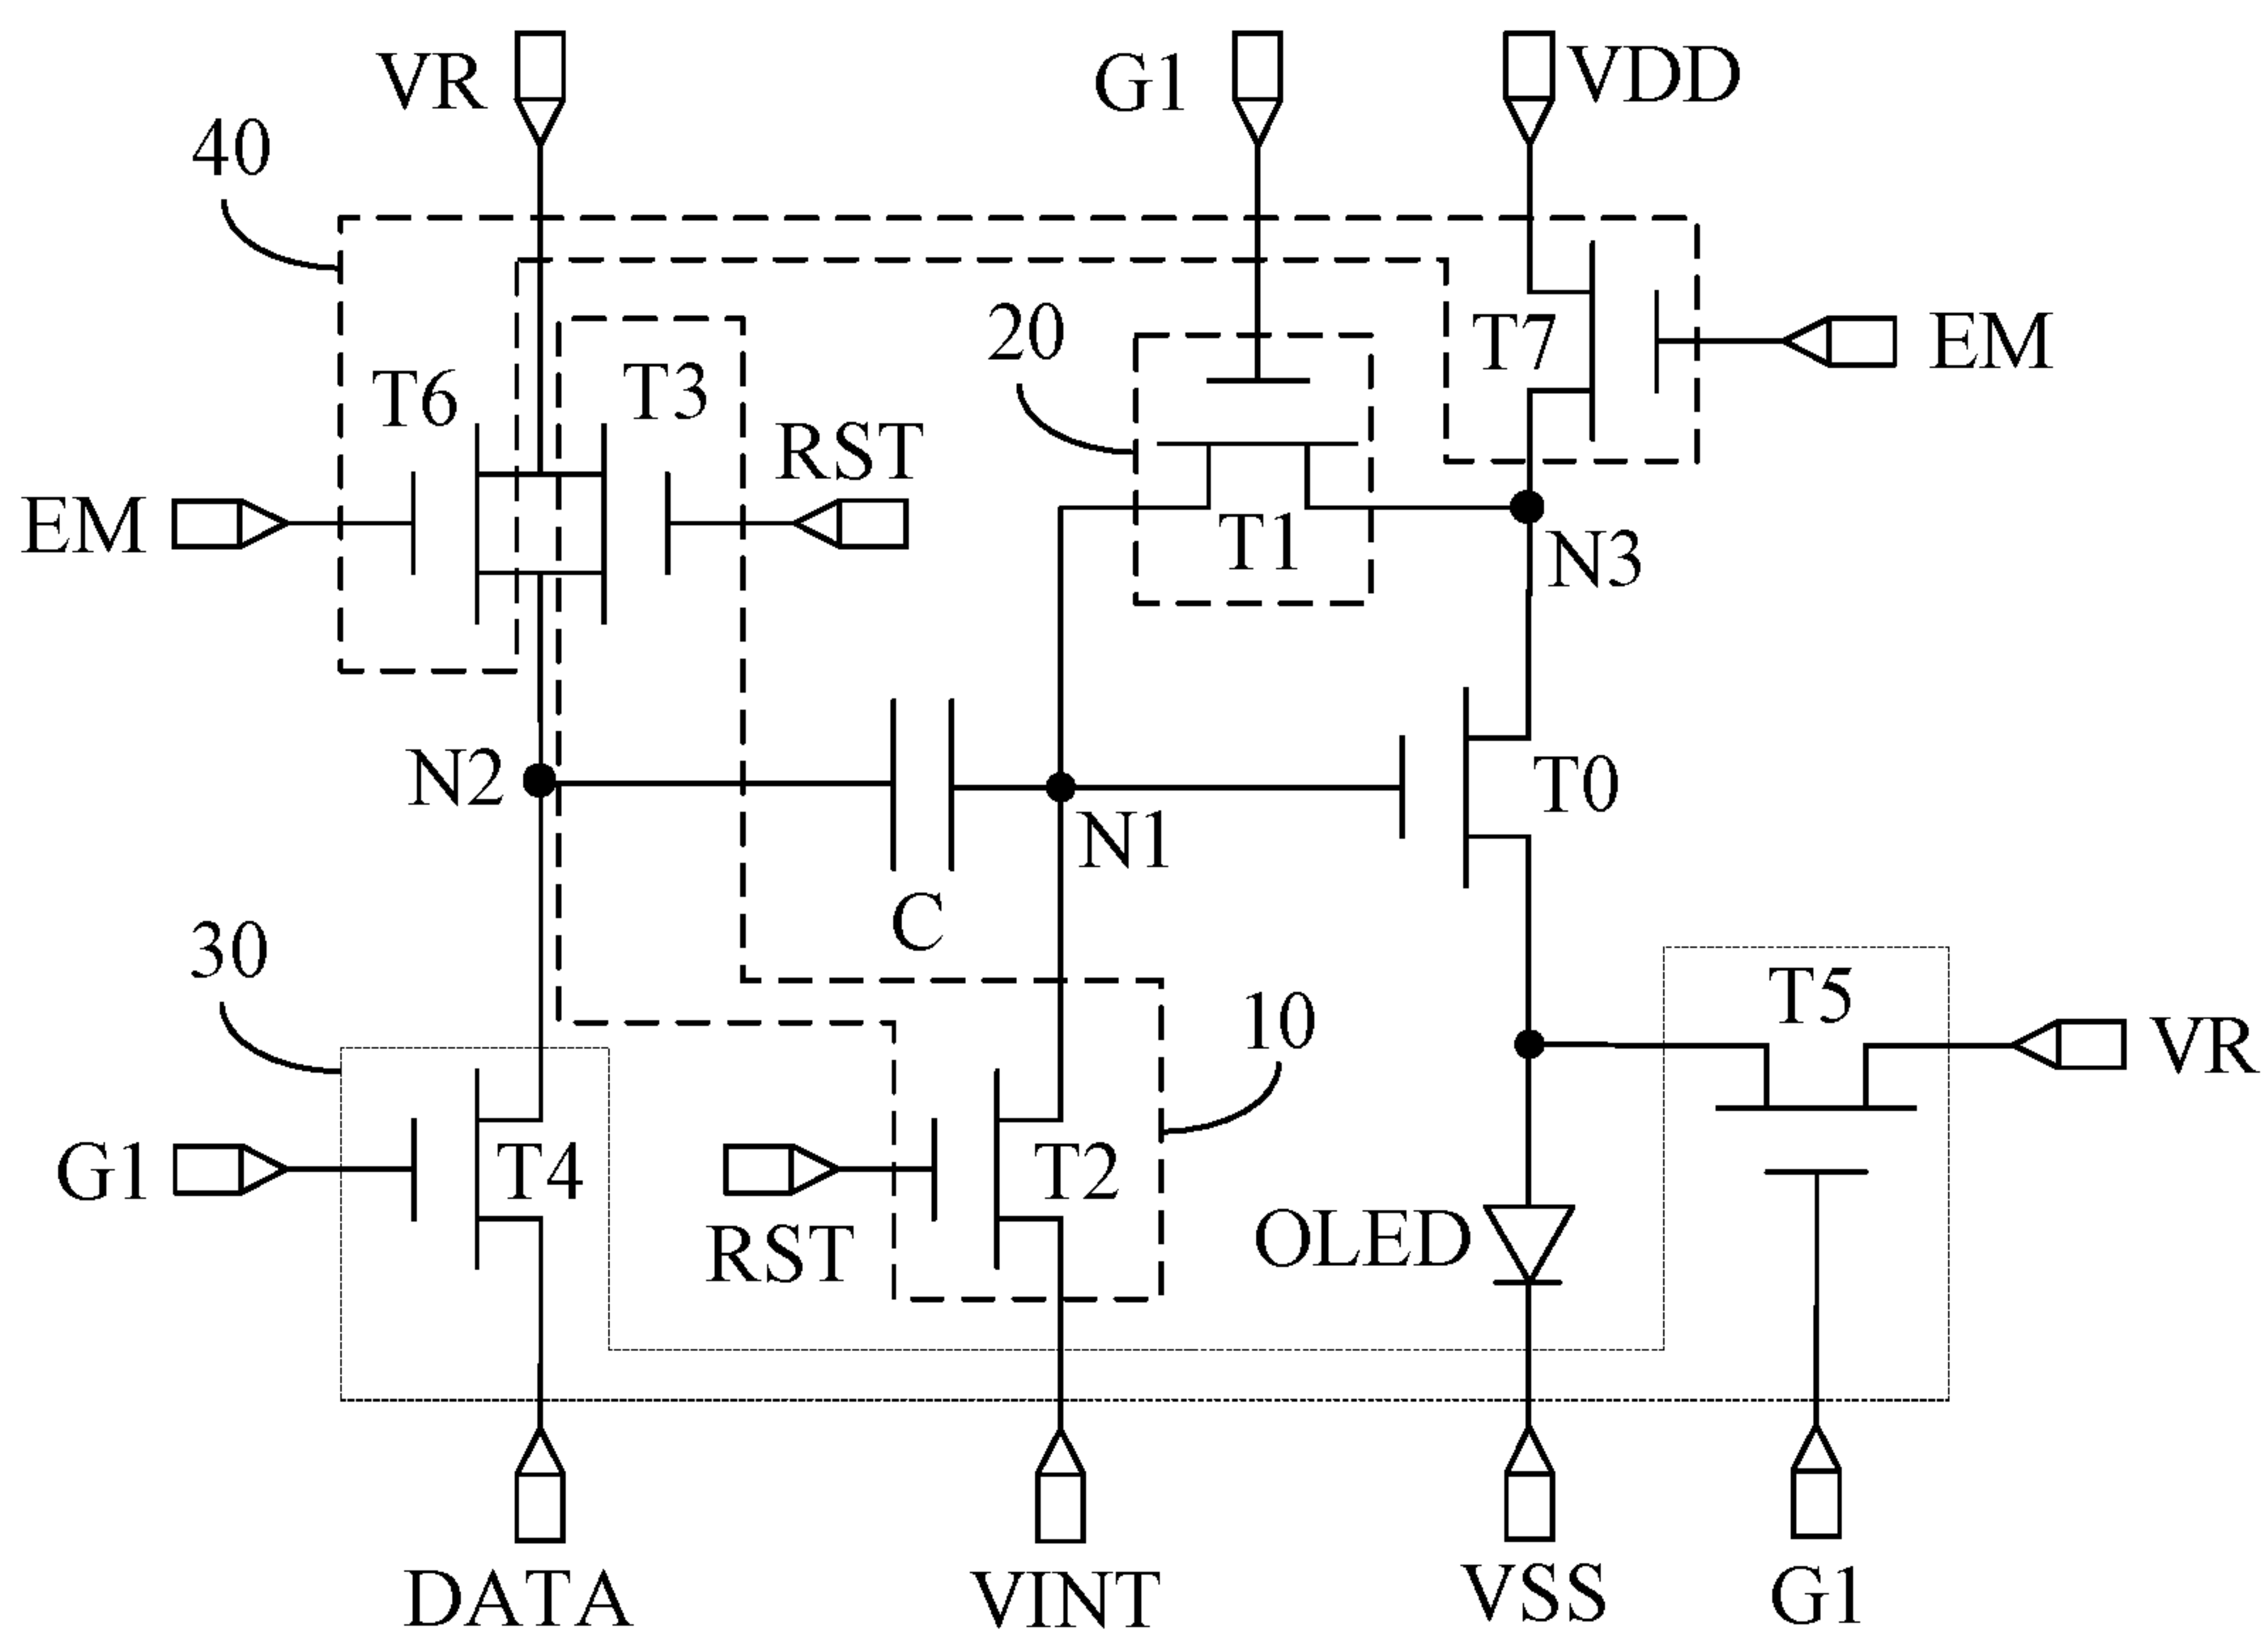 VR
G1
VDD
40
20
T7
EM
T6
T3
RST
EM
T1
N3
N2
T0
N1
C
30
T5
10
VR
G1
T4
T2
OLED
RST
DATA
VINT
VSS
G1